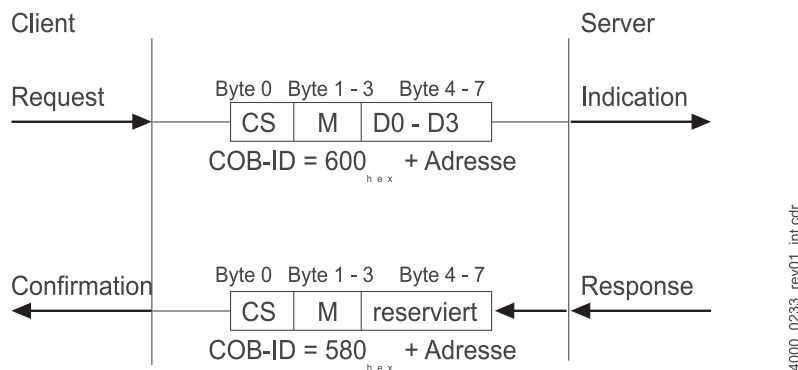 Client Server
Request Byte 0 Byte 1 - 3 Byte 4 - 7 Indication
CS M D0 - D3
COB-ID = 600 hex + Adresse
Confirmation Byte 0 Byte 1 - 3 Byte 4 - 7 Response
CS M reserviert
COB-ID = 580 hex + Adresse
4000_0233_rev01_int.cdr